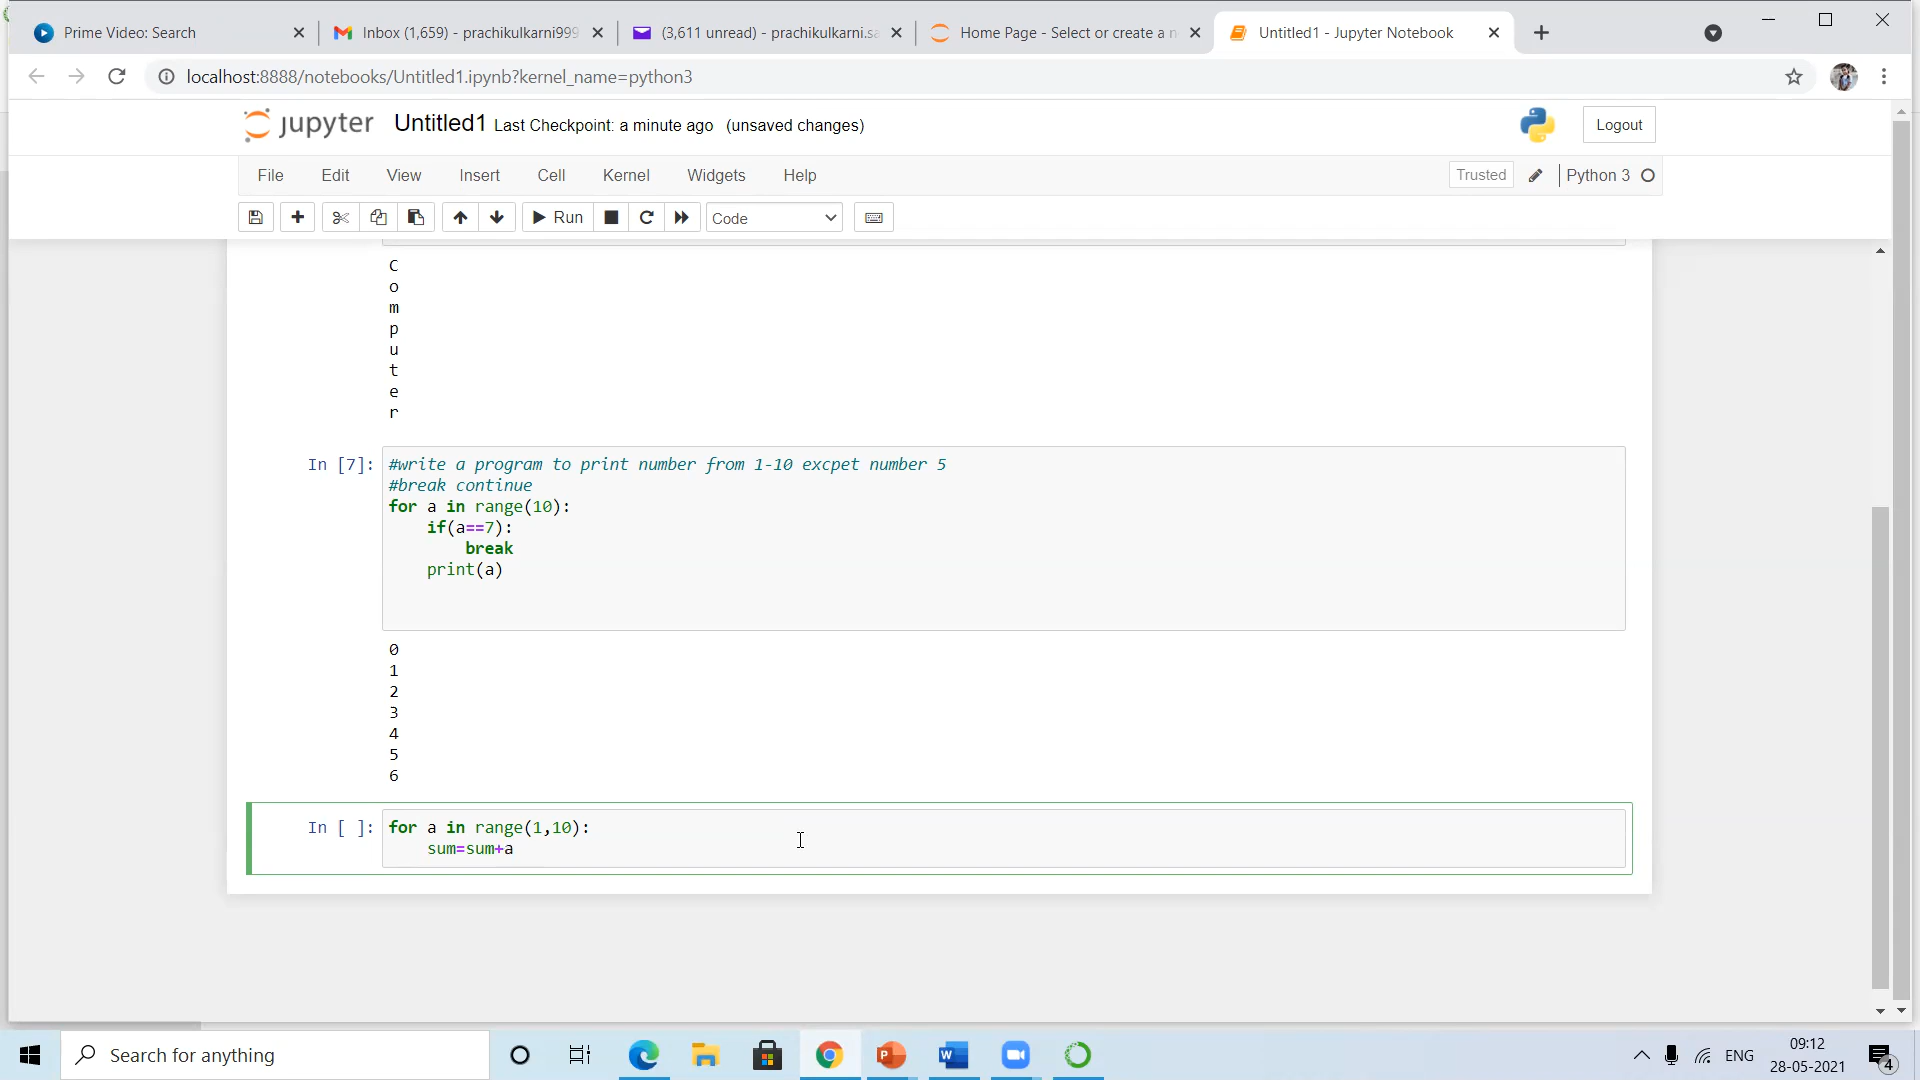 Prime Video: Search
Inbox (1,659) - prachikulkarni999
(3,611 unread) - prachikulkarni.sa
Home Page - Select or create a n
Untitled1 - Jupyter Notebook
localhost:8888/notebooks/Untitled1.ipynb?kernel_name=python3
jupyter Untitled1 Last Checkpoint: a minute ago (unsaved changes)
Logout
File Edit View Insert Cell Kernel Widgets Help
Trusted
Python 3
Run
Code
C
o
m
p
u
t
e
r
In [7]: #write a program to print number from 1-10 excpet number 5
#break continue
for a in range(10):
    if(a==7):
        break
    print(a)
0
1
2
3
4
5
6
In [ ]: for a in range(1,10):
    sum=sum+a
Search for anything
ENG
09:12
28-05-2021
4